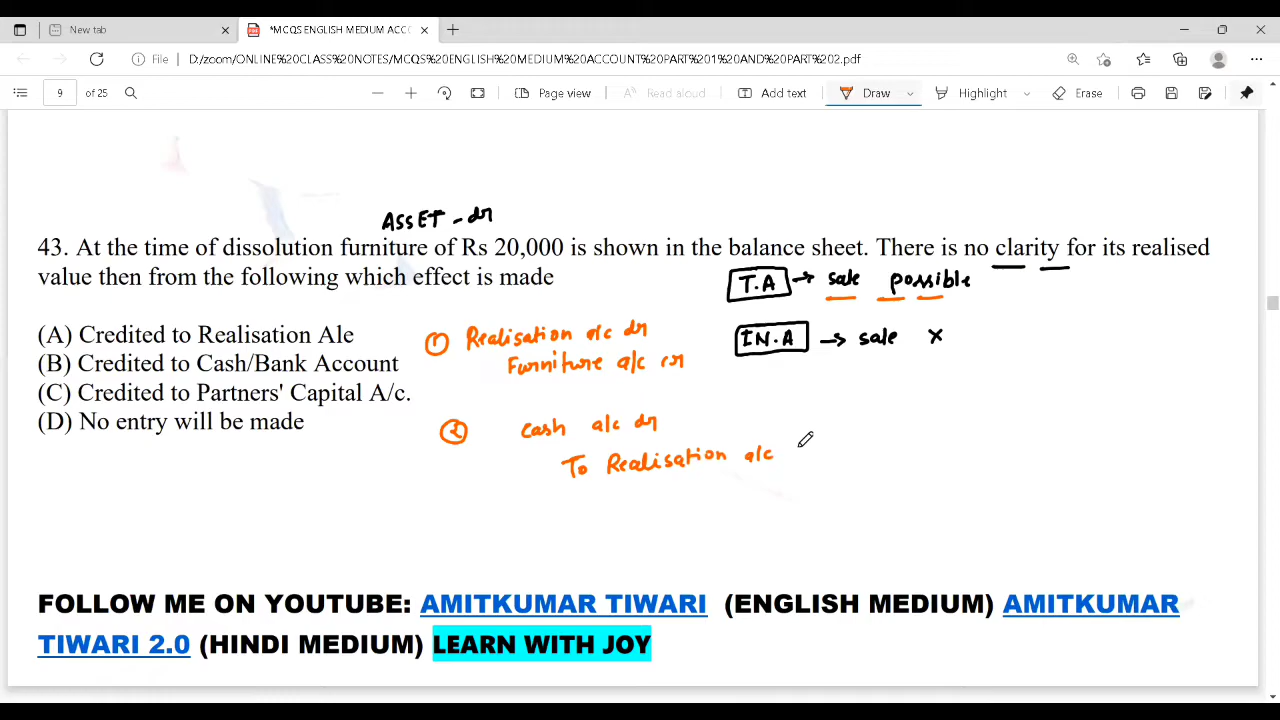 New tab
*MCQS ENGLISH MEDIUM ACCO
File D:/zoom/ONLINE%20CLASS%20NOTES/MCQS%20ENGLISH%20MEDIUM%20ACCOUNT%20PART%201%20AND%20PART%202.pdf
9 of 25 Page view Read aloud Add text Draw Highlight Erase
ASSET - dr
43. At the time of dissolution furniture of Rs 20,000 is shown in the balance sheet. There is no clarity for its realised
value then from the following which effect is made
T.A → sale possible
(A) Credited to Realisation Ale
① Realisation a/c dr
IN.A → sale x
(B) Credited to Cash/Bank Account
Furniture a/c cr
(C) Credited to Partners' Capital A/c.
(D) No entry will be made
② Cash a/c dr
To Realisation a/c
FOLLOW ME ON YOUTUBE: AMITKUMAR TIWARI (ENGLISH MEDIUM) AMITKUMAR
TIWARI 2.0 (HINDI MEDIUM) LEARN WITH JOY